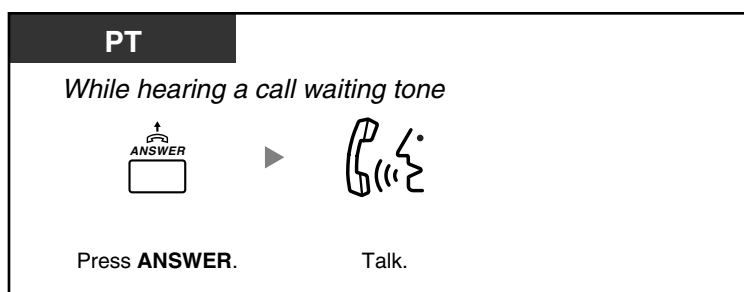 PT
While hearing a call waiting tone
ANSWER
Press ANSWER. Talk.